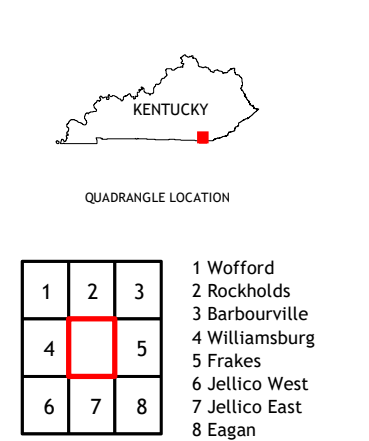 KENTUCKY
QUADRANGLE LOCATION
1 2 3
4 5
6 7 8
1 Wofford
2 Rockholds
3 Barbourville
4 Williamsburg
5 Frakes
6 Jellico West
7 Jellico East
8 Eagan